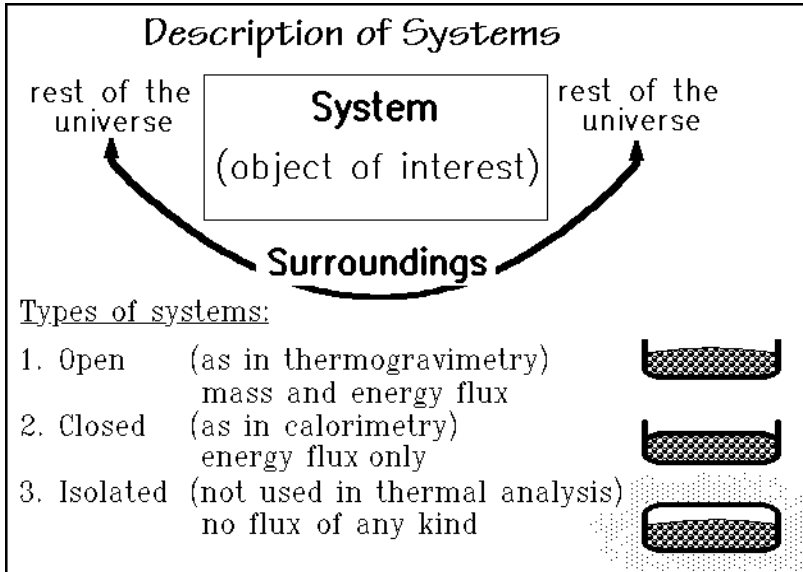 Description of Systems
rest of the
universe
System
(object of interest)
rest of the
universe
Surroundings
Types of systems:
1. Open (as in thermogravimetry)
mass and energy flux
2. Closed (as in calorimetry)
energy flux only
3. Isolated (not used in thermal analysis)
no flux of any kind